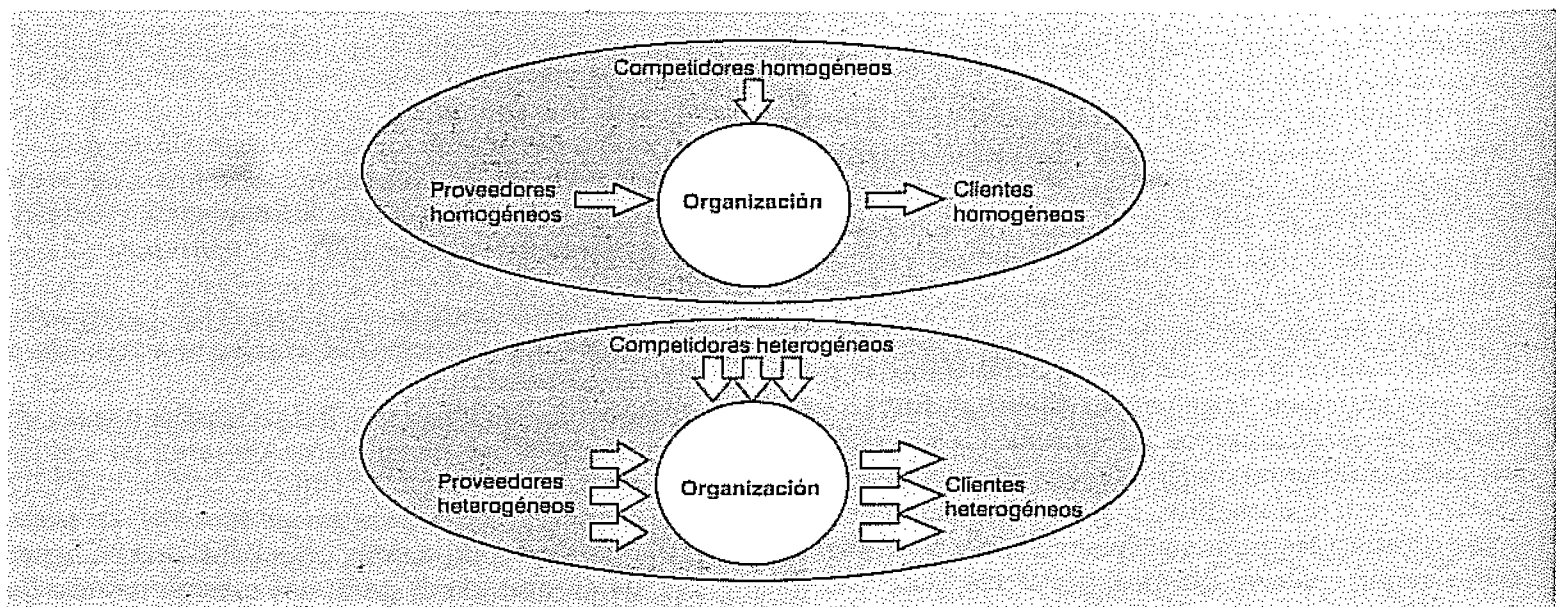 Competidores homogéneos
Proveedores
homogéneos
Organización
Clientes
homogéneos
Competidores heterogéneos
Proveedores
heterogéneos
Organización
Clientes
heterogéneos